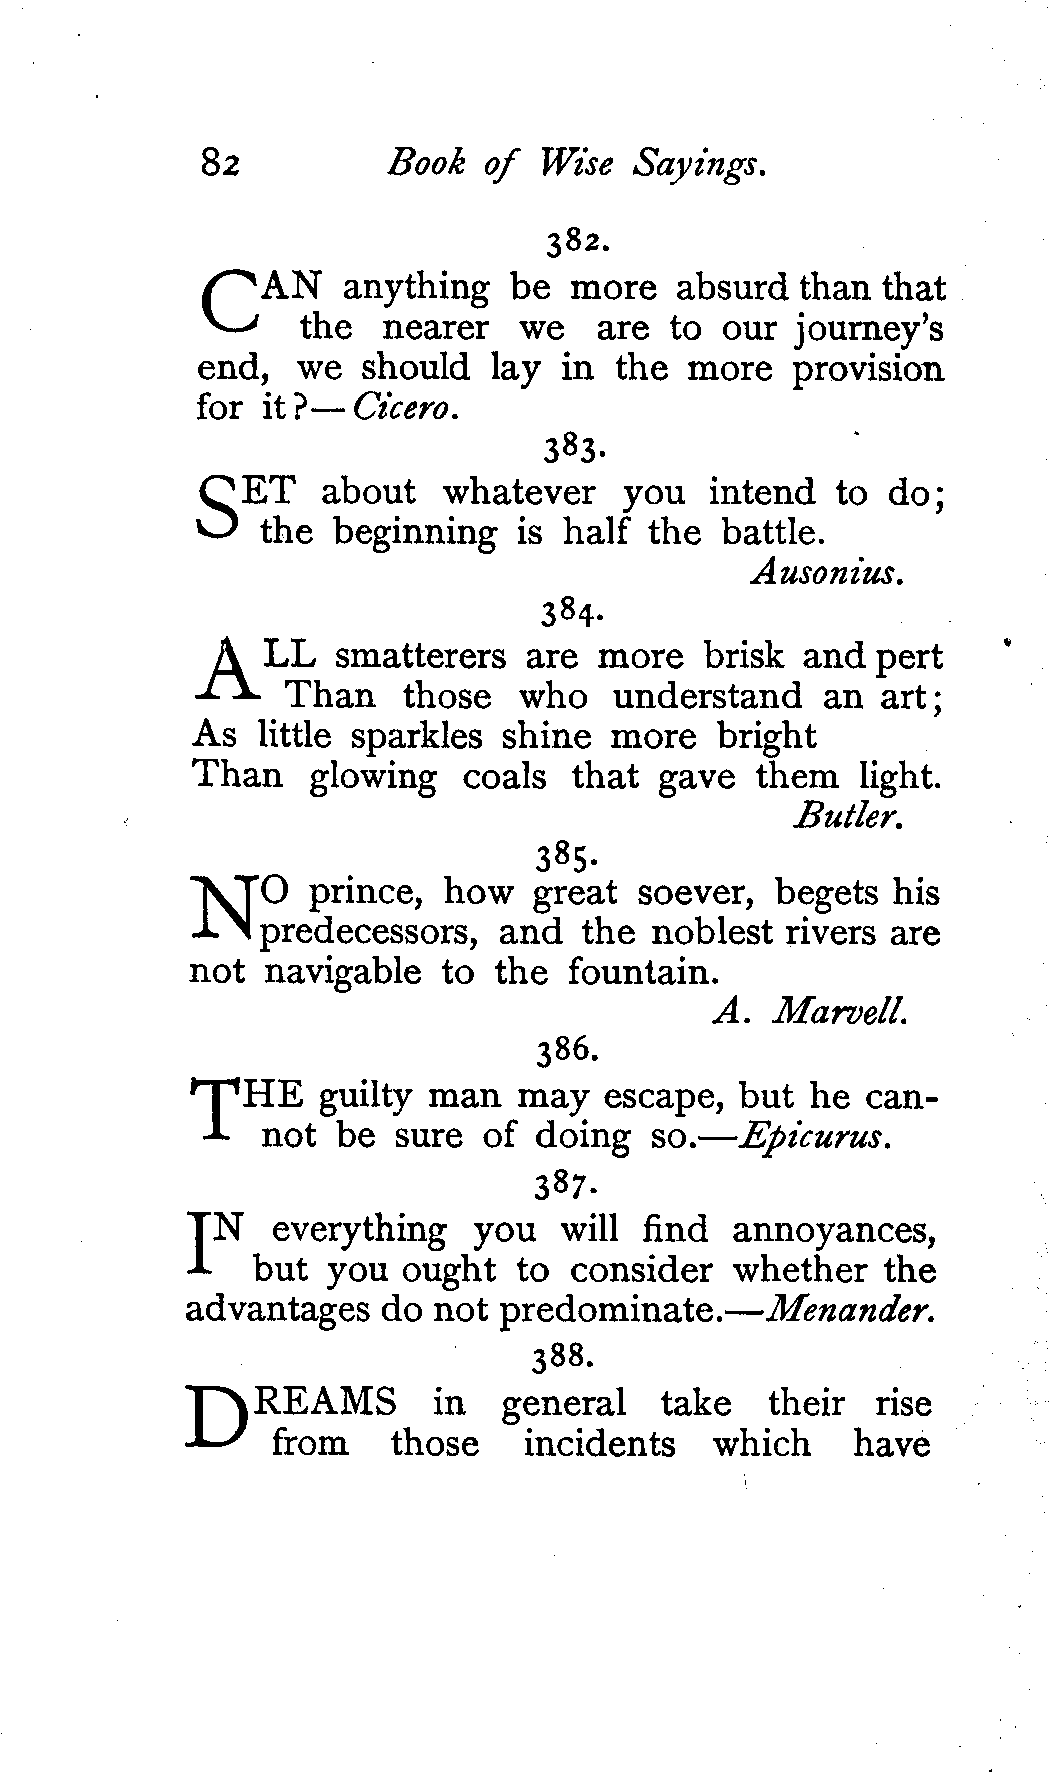 82 Book of Wise Sayings.
382.
CAN anything be more absurd than that
the nearer we are to our journey's
end, we should lay in the more provision
for it?—Cicero.
383.
SET about whatever you intend to do;
the beginning is half the battle.
Ausonius.
384.
ALL smatterers are more brisk and pert
Than those who understand an art;
As little sparkles shine more bright
Than glowing coals that gave them light.
Butler.
385.
NO prince, how great soever, begets his
predecessors, and the noblest rivers are
not navigable to the fountain.
A. Marvell.
386.
THE guilty man may escape, but he can-
not be sure of doing so.—Epicurus.
387.
IN everything you will find annoyances,
but you ought to consider whether the
advantages do not predominate.—Menander.
388.
DREAMS in general take their rise
from those incidents which have